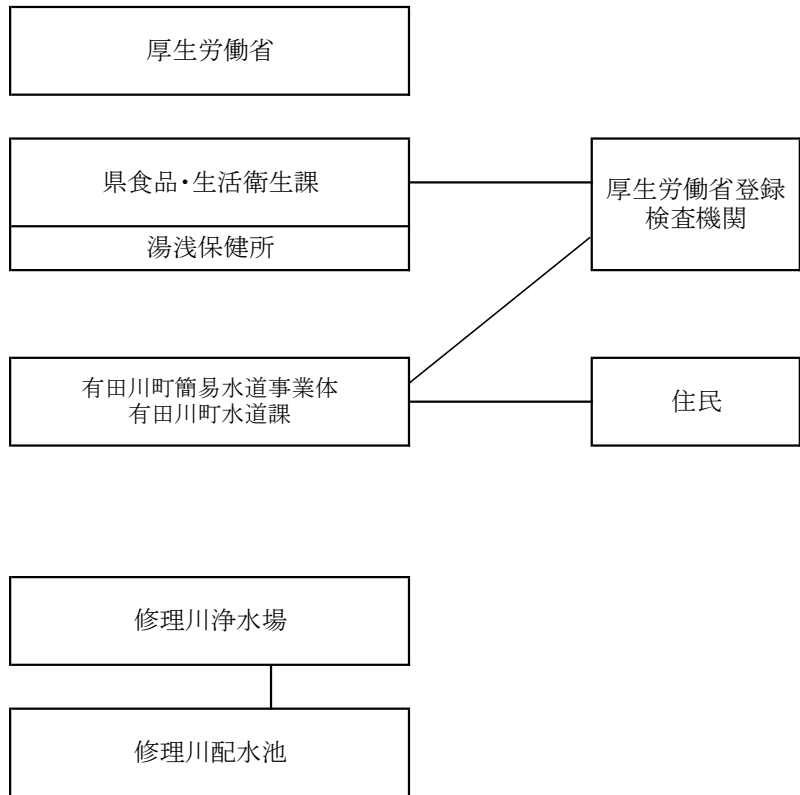 厚生労働省
県食品・生活衛生課
湯浅保健所
厚生労働省登録
検査機関
有田川町簡易水道事業体
有田川町水道課
住民
修理川浄水場
修理川配水池